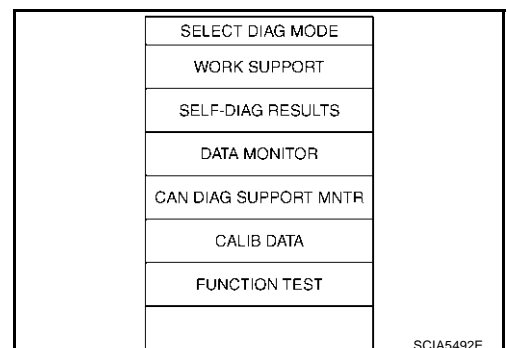 SELECT DIAG MODE
WORK SUPPORT
SELF-DIAG RESULTS
DATA MONITOR
CAN DIAG SUPPORT MNTR
CALIB DATA
FUNCTION TEST
SCIA5492E